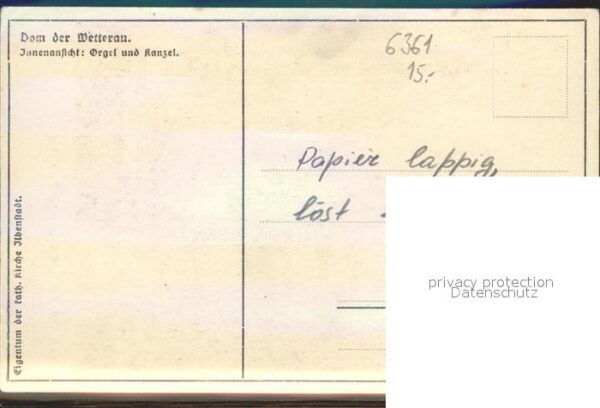 Dom der Wetterau.
Innenansicht: Orgel und Kanzel.
6361
15.-
Papier lappig,
löst
Eigentum der kath. Kirche Ilbenstadt.
privacy protection
Datenschutz